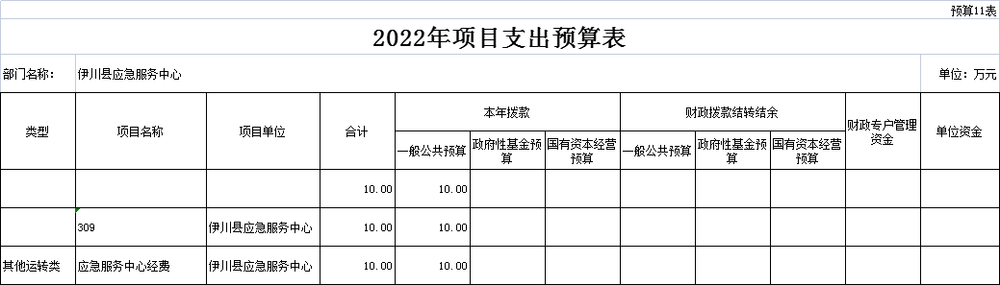 预算11表
2022年项目支出预算表
部门名称： 伊川县应急服务中心 单位：万元
类型 项目名称 项目单位 合计 本年拨款 财政拨款结转结余 财政专户管理资金 单位资金
一般公共预算 政府性基金预算 国有资本经营预算 一般公共预算 政府性基金预算 国有资本经营预算
10.00 10.00
309 伊川县应急服务中心 10.00 10.00
其他运转类 应急服务中心经费 伊川县应急服务中心 10.00 10.00